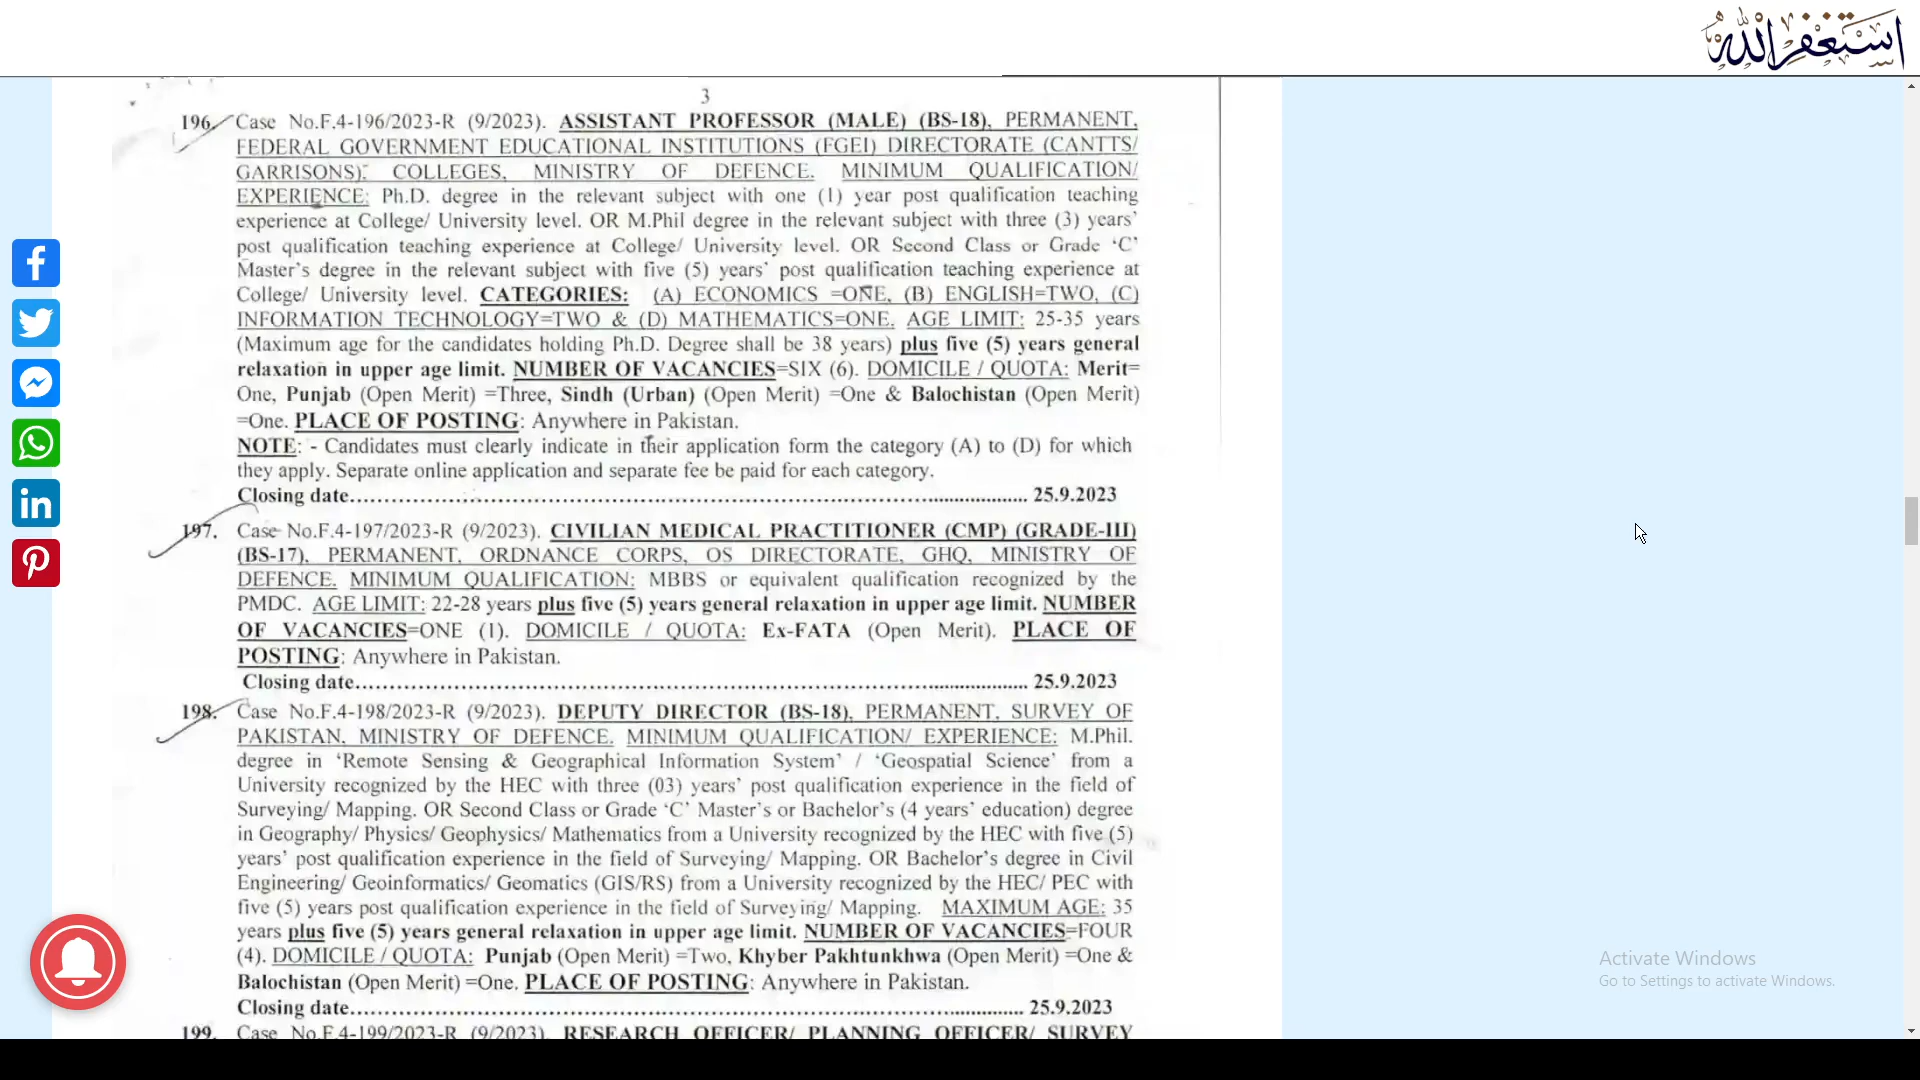 استغفر الله
3
196. Case No.F.4-196/2023-R (9/2023). ASSISTANT PROFESSOR (MALE) (BS-18), PERMANENT,
FEDERAL GOVERNMENT EDUCATIONAL INSTITUTIONS (FGEI) DIRECTORATE (CANTTS/
GARRISONS), COLLEGES, MINISTRY OF DEFENCE. MINIMUM QUALIFICATION/
EXPERIENCE: Ph.D. degree in the relevant subject with one (1) year post qualification teaching
experience at College/ University level. OR M.Phil degree in the relevant subject with three (3) years’
post qualification teaching experience at College/ University level. OR Second Class or Grade ‘C’
Master’s degree in the relevant subject with five (5) years’ post qualification teaching experience at
College/ University level. CATEGORIES: (A) ECONOMICS =ONE, (B) ENGLISH=TWO, (C)
INFORMATION TECHNOLOGY=TWO & (D) MATHEMATICS=ONE. AGE LIMIT: 25-35 years
(Maximum age for the candidates holding Ph.D. Degree shall be 38 years) plus five (5) years general
relaxation in upper age limit. NUMBER OF VACANCIES=SIX (6). DOMICILE / QUOTA: Merit=
One, Punjab (Open Merit) =Three, Sindh (Urban) (Open Merit) =One & Balochistan (Open Merit)
=One. PLACE OF POSTING: Anywhere in Pakistan.
NOTE: - Candidates must clearly indicate in their application form the category (A) to (D) for which
they apply. Separate online application and separate fee be paid for each category.
Closing date........................................................................................................ 25.9.2023
197. Case No.F.4-197/2023-R (9/2023). CIVILIAN MEDICAL PRACTITIONER (CMP) (GRADE-III)
(BS-17), PERMANENT, ORDNANCE CORPS, OS DIRECTORATE, GHQ, MINISTRY OF
DEFENCE. MINIMUM QUALIFICATION: MBBS or equivalent qualification recognized by the
PMDC. AGE LIMIT: 22-28 years plus five (5) years general relaxation in upper age limit. NUMBER
OF VACANCIES=ONE (1). DOMICILE / QUOTA: Ex-FATA (Open Merit). PLACE OF
POSTING: Anywhere in Pakistan.
Closing date........................................................................................................ 25.9.2023
198. Case No.F.4-198/2023-R (9/2023). DEPUTY DIRECTOR (BS-18), PERMANENT, SURVEY OF
PAKISTAN, MINISTRY OF DEFENCE. MINIMUM QUALIFICATION/ EXPERIENCE: M.Phil.
degree in ‘Remote Sensing & Geographical Information System’ / ‘Geospatial Science’ from a
University recognized by the HEC with three (03) years’ post qualification experience in the field of
Surveying/ Mapping. OR Second Class or Grade ‘C’ Master’s or Bachelor’s (4 years’ education) degree
in Geography/ Physics/ Geophysics/ Mathematics from a University recognized by the HEC with five (5)
years’ post qualification experience in the field of Surveying/ Mapping. OR Bachelor’s degree in Civil
Engineering/ Geoinformatics/ Geomatics (GIS/RS) from a University recognized by the HEC/ PEC with
five (5) years post qualification experience in the field of Surveying/ Mapping. MAXIMUM AGE: 35
years plus five (5) years general relaxation in upper age limit. NUMBER OF VACANCIES=FOUR
(4). DOMICILE / QUOTA: Punjab (Open Merit) =Two, Khyber Pakhtunkhwa (Open Merit) =One &
Balochistan (Open Merit) =One. PLACE OF POSTING: Anywhere in Pakistan.
Closing date........................................................................................................ 25.9.2023
199. Case No.F.4-199/2023-R (9/2023). RESEARCH OFFICER/ PLANNING OFFICER/ SURVEY
Activate Windows
Go to Settings to activate Windows.